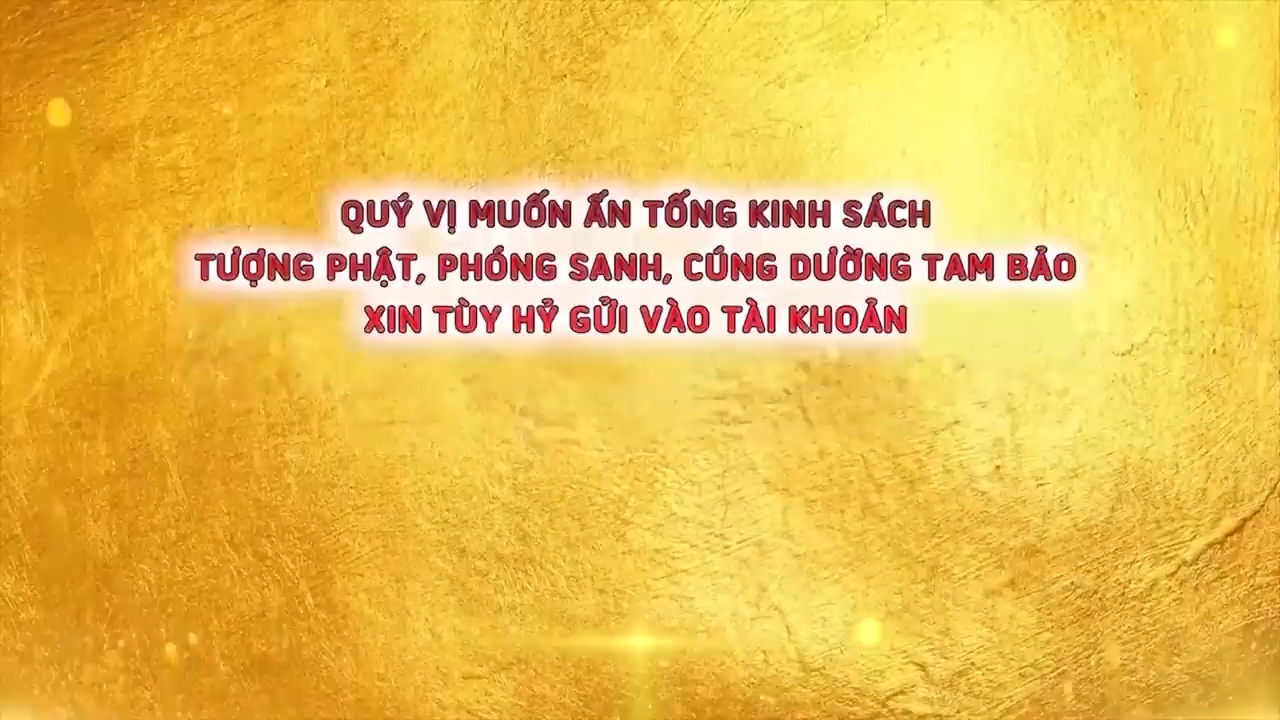 QUÝ VỊ MUỐN ẤN TỐNG KINH SÁCH
TƯỢNG PHẬT, PHÓNG SANH, CÚNG DƯỜNG TAM BẢO
XIN TÙY HỶ GỬI VÀO TÀI KHOẢN